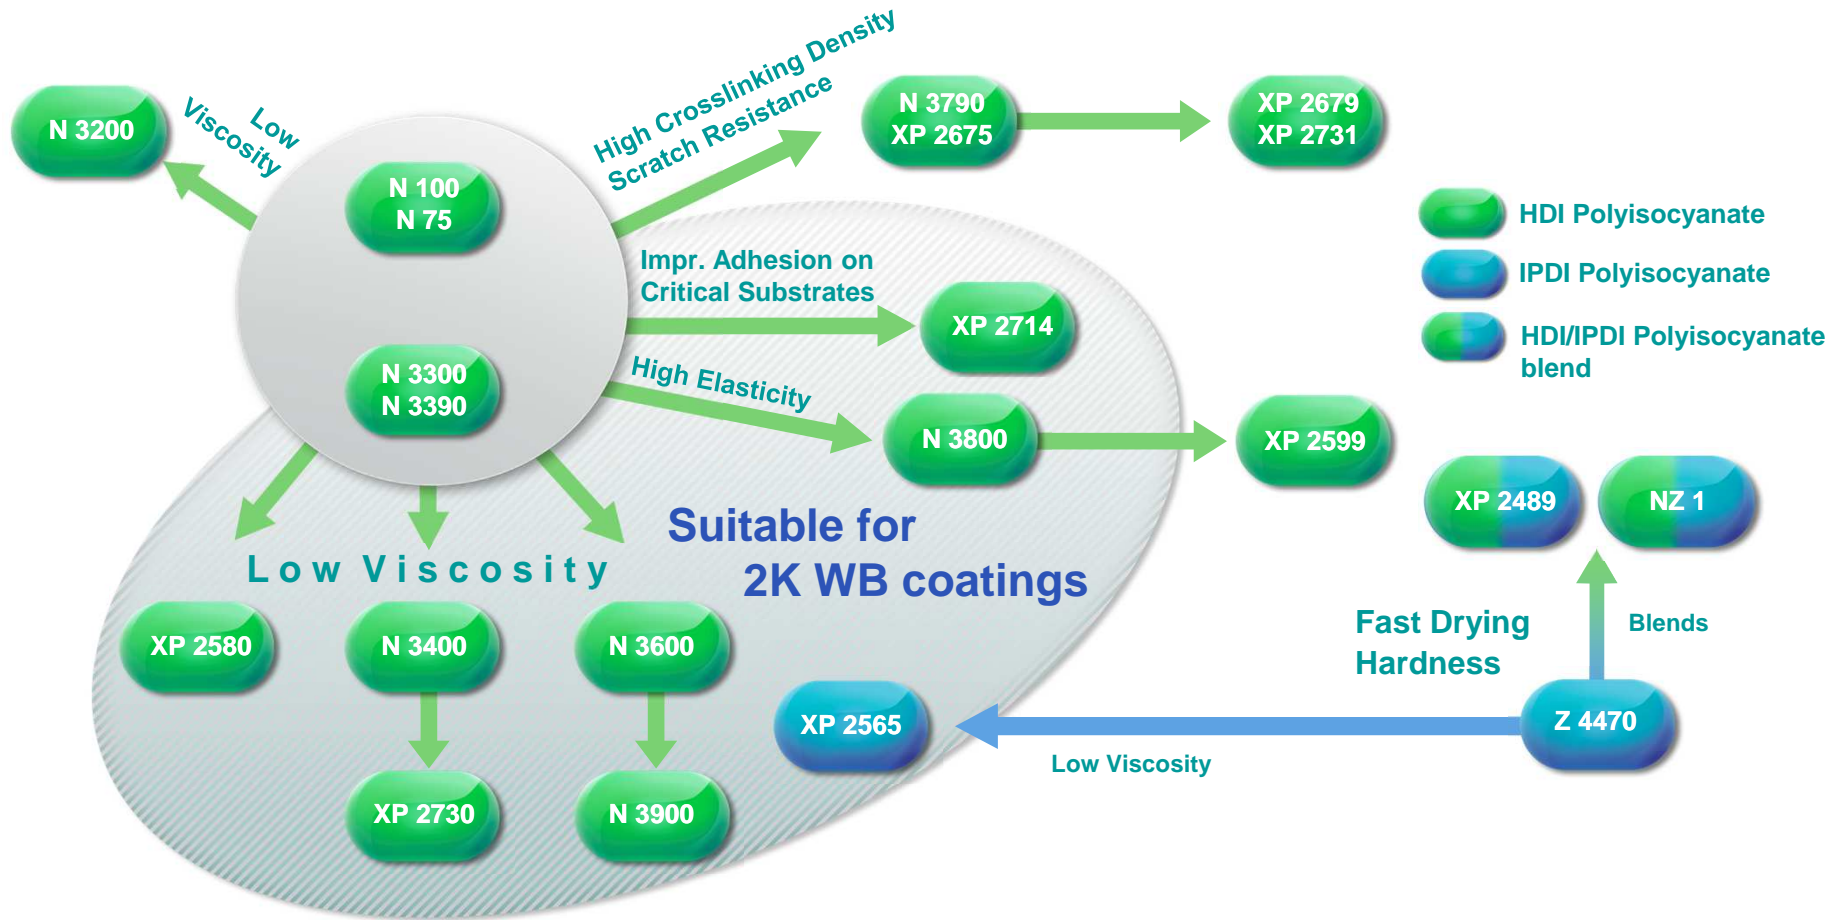 N 3200
Low
Viscosity
High Crosslinking Density
Scratch Resistance
N 3790
XP 2675
XP 2679
XP 2731
N 100
N 75
HDI Polyisocyanate
IPDI Polyisocyanate
HDI/IPDI Polyisocyanate
blend
Impr. Adhesion on
Critical Substrates
XP 2714
N 3300
N 3390
High Elasticity
N 3800
XP 2599
XP 2489
NZ 1
Suitable for
2K WB coatings
Low Viscosity
XP 2580
N 3400
N 3600
Fast Drying
Hardness
Blends
XP 2565
Z 4470
Low Viscosity
XP 2730
N 3900